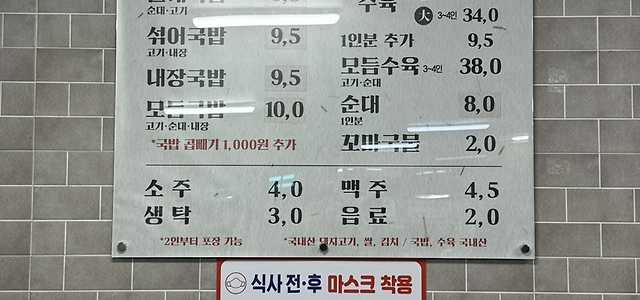 순대·고기
수육
大 3~4인 34,0
섞어국밥 9,5
고기·내장
1인분 추가 9,5
내장국밥 9,5
모듬수육 3~4인 38,0
고기·순대
모듬국밥 10,0
고기·순대·내장
순대 8,0
1인분
*국밥 곱빼기 1,000원 추가
꼬마국물 2,0
소주 4,0
맥주 4,5
생탁 3,0
음료 2,0
*2인부터 포장 가능
*국내산 돼지고기, 쌀, 김치 / 국밥, 수육 국내산
식사 전·후 마스크 착용